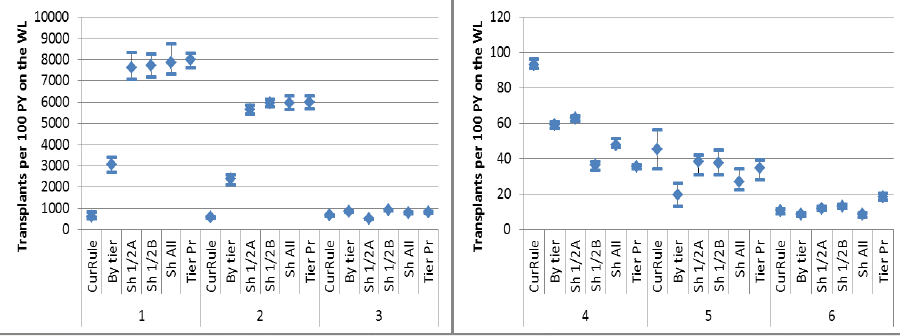 Transplants per 100 PY on the WL
10000
9000
8000
7000
6000
5000
4000
3000
2000
1000
0
CurRule
By tier
Sh 1/2A
Sh 1/2B
Sh All
Tier Pr
CurRule
By tier
Sh 1/2A
Sh 1/2B
Sh All
Tier Pr
CurRule
By tier
Sh 1/2A
Sh 1/2B
Sh All
Tier Pr
1
2
3
Transplants per 100 PY on the WL
120
100
80
60
40
20
0
CurRule
By tier
Sh 1/2A
Sh 1/2B
Sh All
Tier Pr
CurRule
By tier
Sh 1/2A
Sh 1/2B
Sh All
Tier Pr
CurRule
By tier
Sh 1/2A
Sh 1/2B
Sh All
Tier Pr
4
5
6